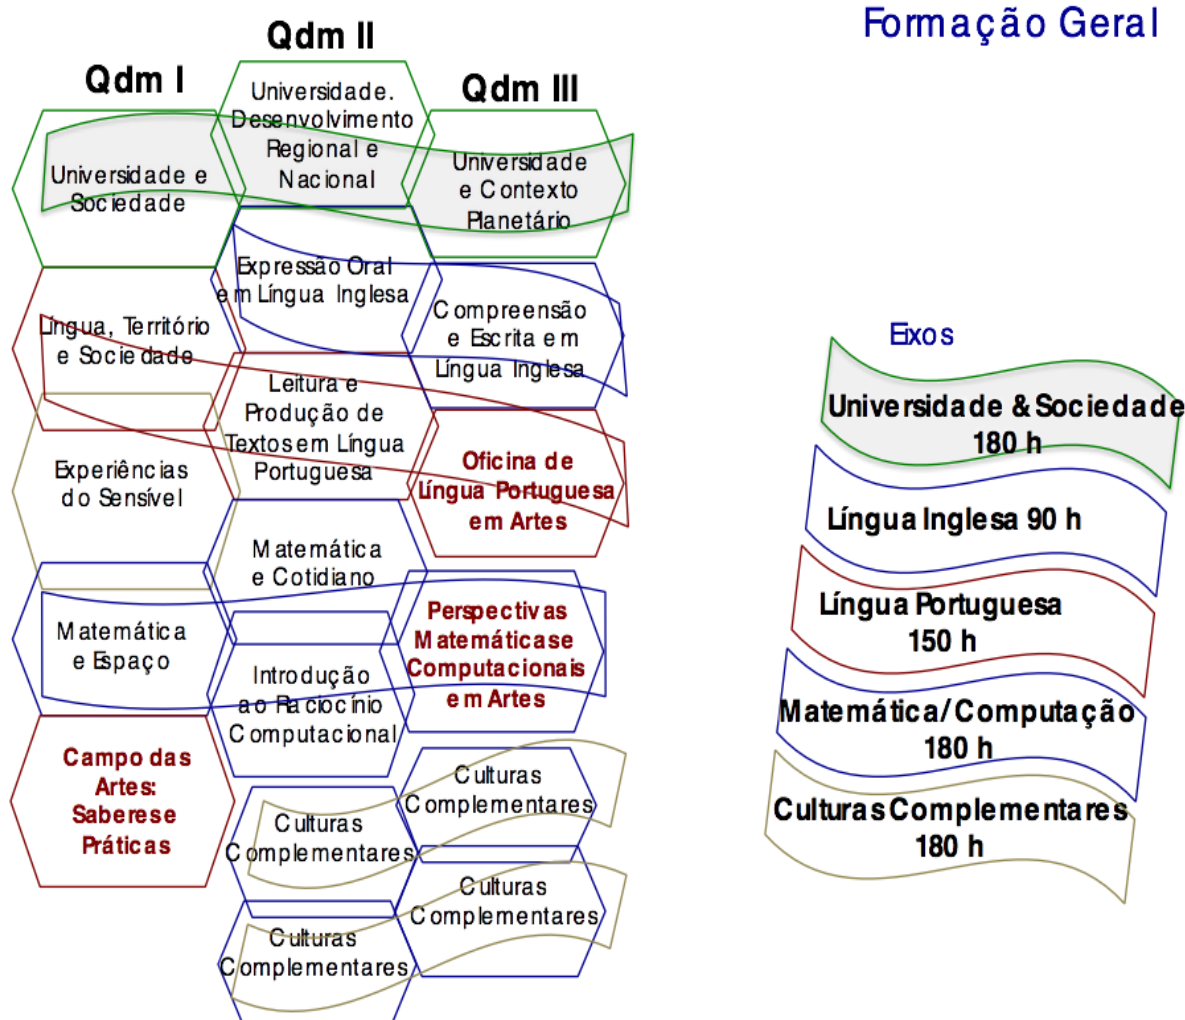 Formação Geral
Qdm I
Qdm II
Qdm III
Universidade e
Sociedade
Língua, Território
e Sociedade
Experiências
do Sensível
Matemática
e Espaço
Campo das
Artes:
Saberes e
Práticas
Universidade.
Desenvolvimento
Regional e
Nacional
Expressão Oral
em Língua Inglesa
Leitura e
Produção de
Textos em Língua
Portuguesa
Matemática
e Cotidiano
Introdução
ao Raciocínio
Computacional
Culturas
Complementares
Culturas
Complementares
Universidade
e Contexto
Planetário
Compreensão
e Escrita em
Língua Inglesa
Oficina de
Língua Portuguesa
em Artes
Perspectivas
Matemáticas e
Computacionais
em Artes
Culturas
Complementares
Culturas
Complementares
Eixos
Universidade & Sociedade
180 h
Língua Inglesa 90 h
Língua Portuguesa
150 h
Matemática/Computação
180 h
Culturas Complementares
180 h